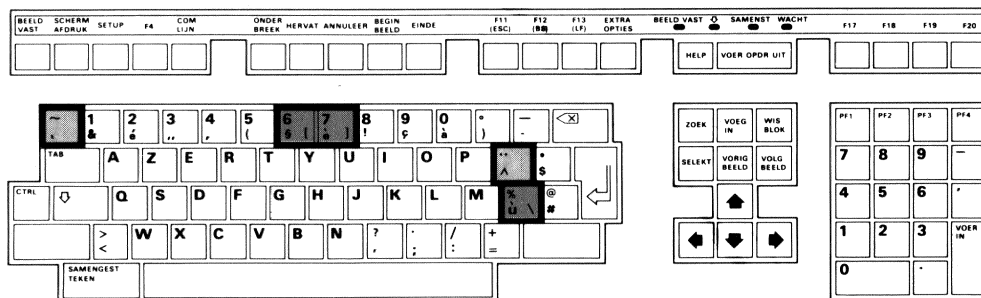 BEELD VAST SCHERM AFDRUK SETUP F4 COM LIJN ONDER BREEK HERVAT ANNULEER BEGIN BEELD EINDE F11 (ESC) F12 (BS) F13 (LF) EXTRA OPTIES BEELD VAST SAMENST WACHT F17 F18 F19 F20
HELP VOER OPDR UIT
~ ` 1 & 2 é 3 ,, 4 , 5 ( 6 § [ 7 è ] 8 ! 9 ç 0 à ° ) — -
ZOEK VOEG IN WIS BLOK PF1 PF2 PF3 PF4
TAB A Z E R T Y U I O P ¨ ^ * $
SELEKT VORIG BEELD VOLG BEELD 7 8 9 —
CTRL Q S D F G H J K L M % ù \ @ #
4 5 6 ,
> < W X C V B N ? , . ; / : + =
1 2 3 VOER IN
SAMENGEST TEKEN
0 .